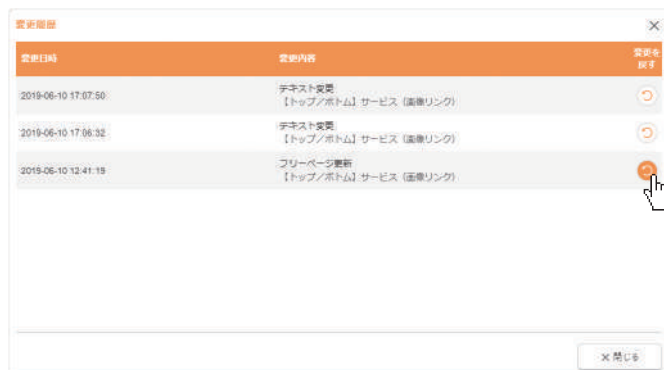 変更履歴
変更日時 変更内容 変更を
戻す
2019-06-10 17:07:50 テキスト変更
【トップ/ボトム】サービス（画像リンク）
2019-06-10 17:06:32 テキスト変更
【トップ/ボトム】サービス（画像リンク）
2019-06-10 12:41:19 フリーページ更新
【トップ/ボトム】サービス（画像リンク）
×閉じる